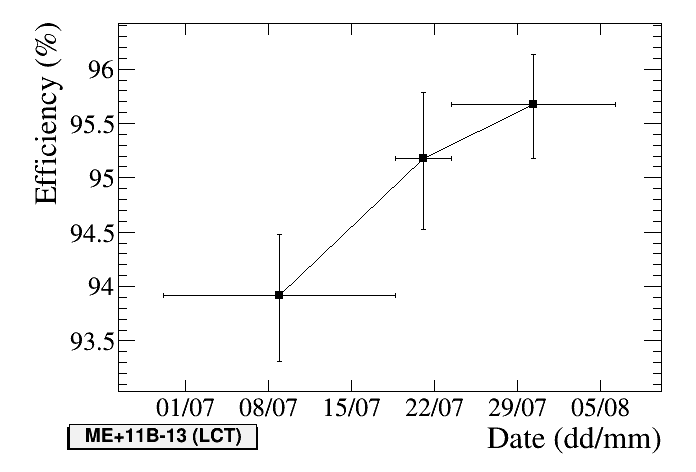 Efficiency (%)
96
95.5
95
94.5
94
93.5
01/07 08/07 15/07 22/07 29/07 05/08
ME+11B-13 (LCT)
Date (dd/mm)